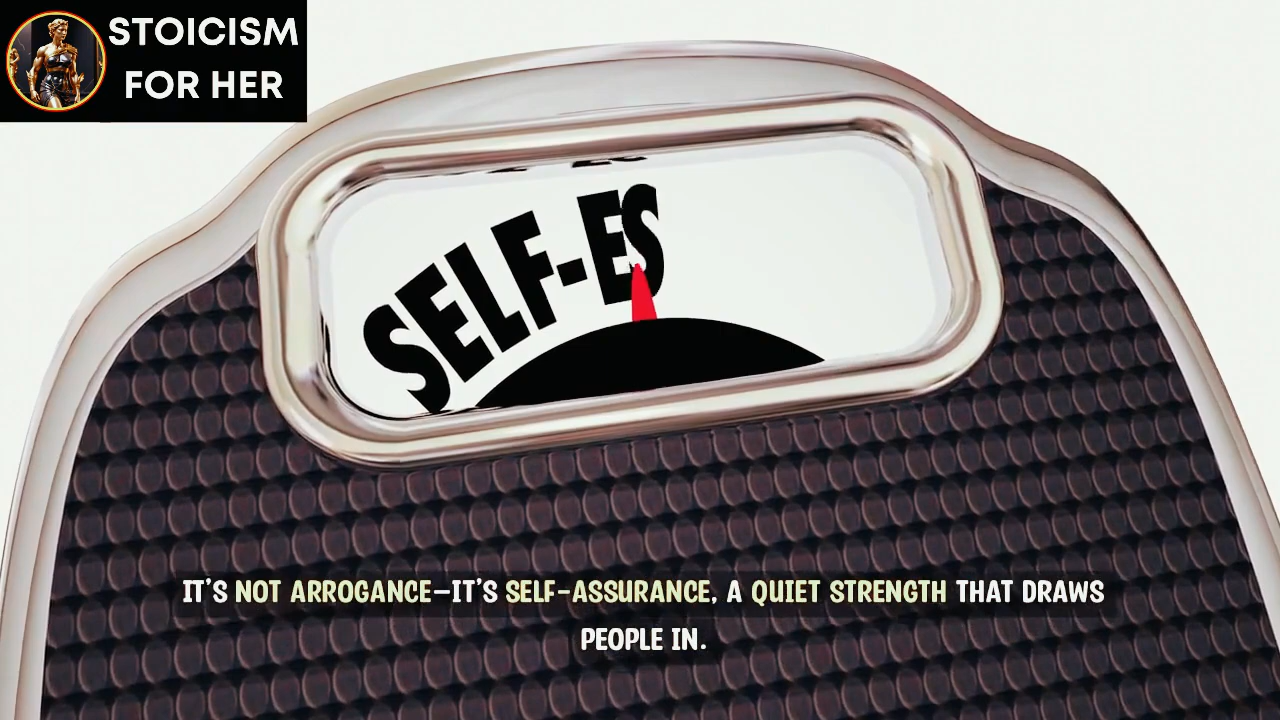 STOICISM
FOR HER
SELF-ES
IT'S NOT ARROGANCE–IT'S SELF-ASSURANCE, A QUIET STRENGTH THAT DRAWS
PEOPLE IN.